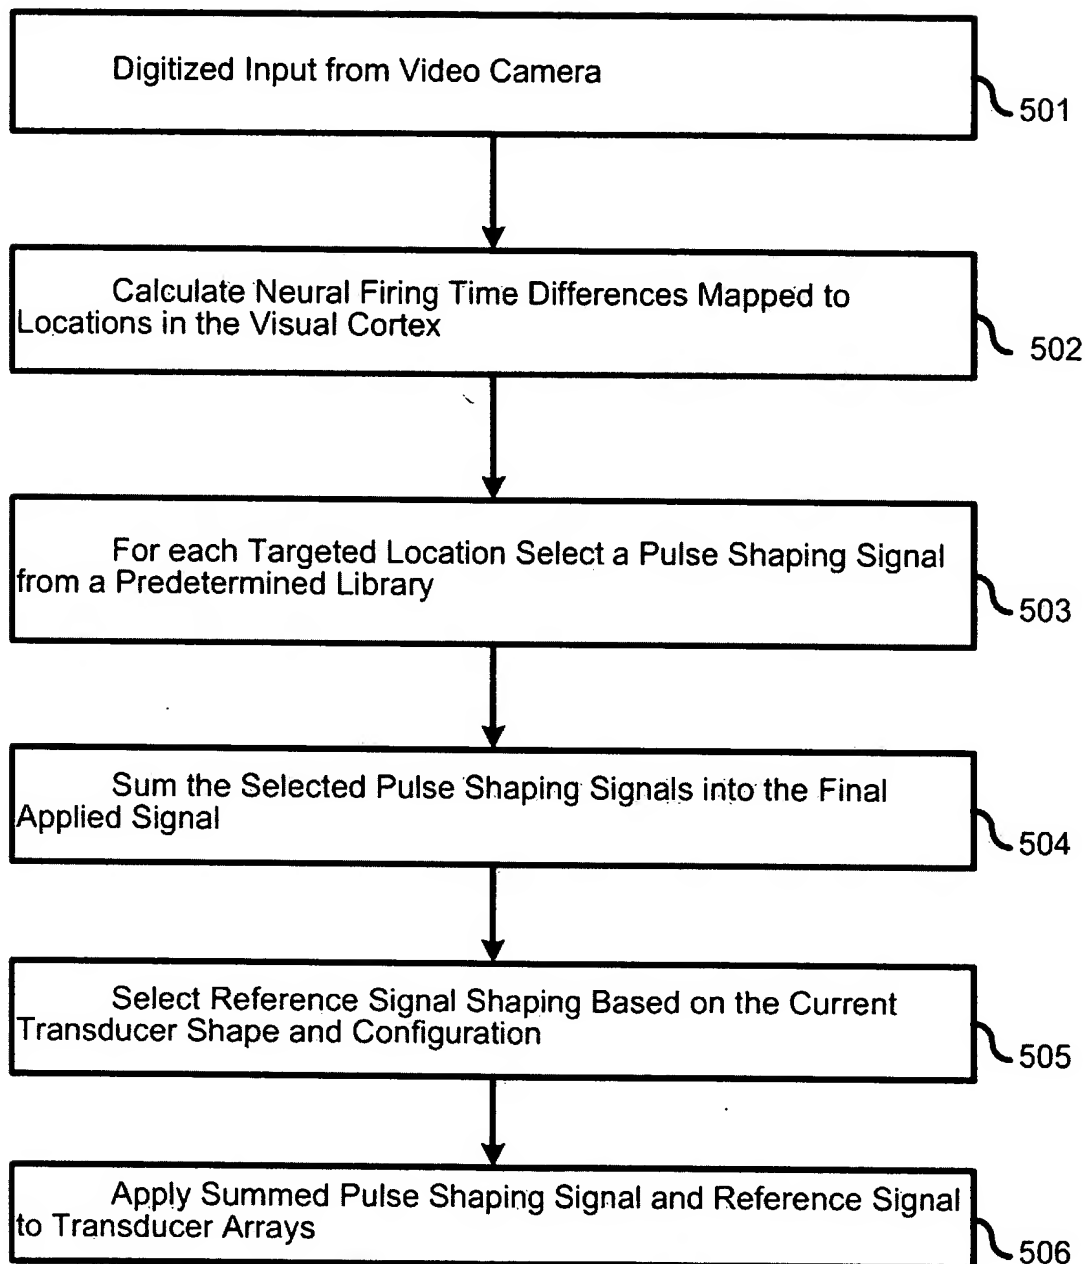 Digitized Input from Video Camera
501
Calculate Neural Firing Time Differences Mapped to
Locations in the Visual Cortex
502
For each Targeted Location Select a Pulse Shaping Signal
from a Predetermined Library
503
Sum the Selected Pulse Shaping Signals into the Final
Applied Signal
504
Select Reference Signal Shaping Based on the Current
Transducer Shape and Configuration
505
Apply Summed Pulse Shaping Signal and Reference Signal
to Transducer Arrays
506